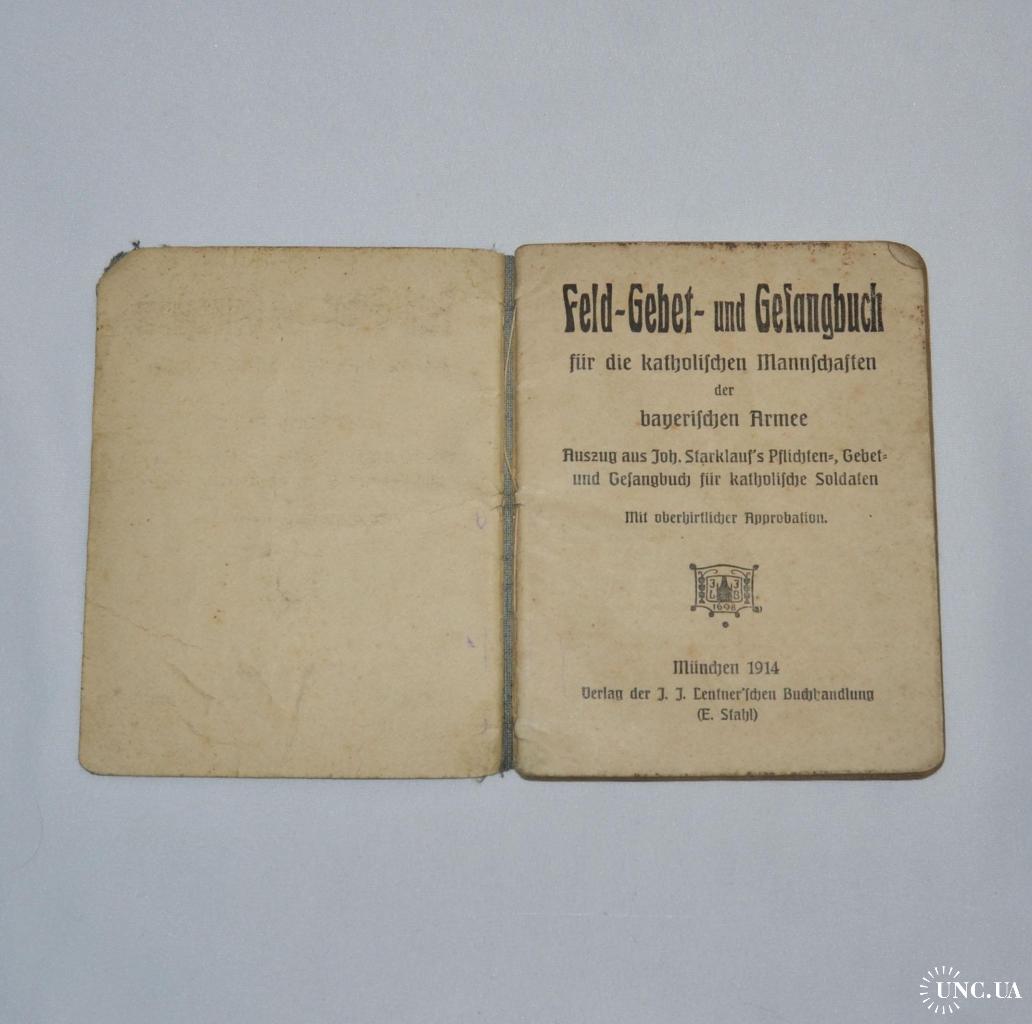 Feld-Gebet- und Geſangbuch
für die katholiſchen Mannſchaften
der
bayeriſchen Armee
Auszug aus Joh. Starklauf's Pflichten-, Gebet-
und Geſangbuch für katholiſche Soldaten
Mit oberhirtlicher Approbation.
J J
L B
1698
München 1914
Verlag der J. J. Lentner'ſchen Buchhandlung
(E. Stahl)
UNC.UA